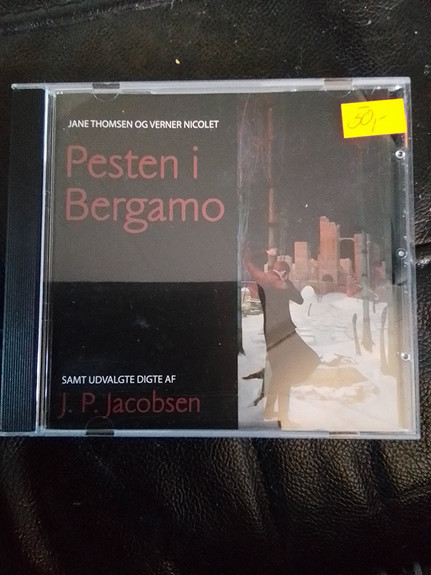 JANE THOMSEN OG VERNER NICOLET
50,-
Pesten i
Bergamo
SAMT UDVALGTE DIGTE AF
J. P. Jacobsen